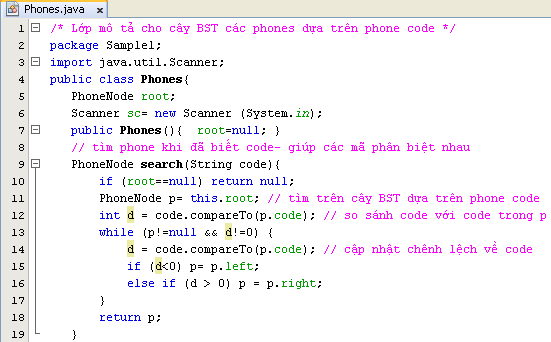 Phones.java
1 /* Lớp mô tả cho cây BST các phones dựa trên phone code */
2 package Sample1;
3 import java.util.Scanner;
4 public class Phones{
5 PhoneNode root;
6 Scanner sc= new Scanner (System.in);
7 public Phones(){ root=null; }
8 // tìm phone khi đã biết code- giúp các mã phân biệt nhau
9 PhoneNode search(String code){
10 if (root==null) return null;
11 PhoneNode p= this.root; // tìm trên cây BST dựa trên phone code
12 int d = code.compareTo(p.code); // so sánh code với code trong p
13 while (p!=null && d!=0) {
14 d = code.compareTo(p.code); // cập nhật chênh lệch về code
15 if (d<0) p= p.left;
16 else if (d > 0) p = p.right;
17 }
18 return p;
19 }